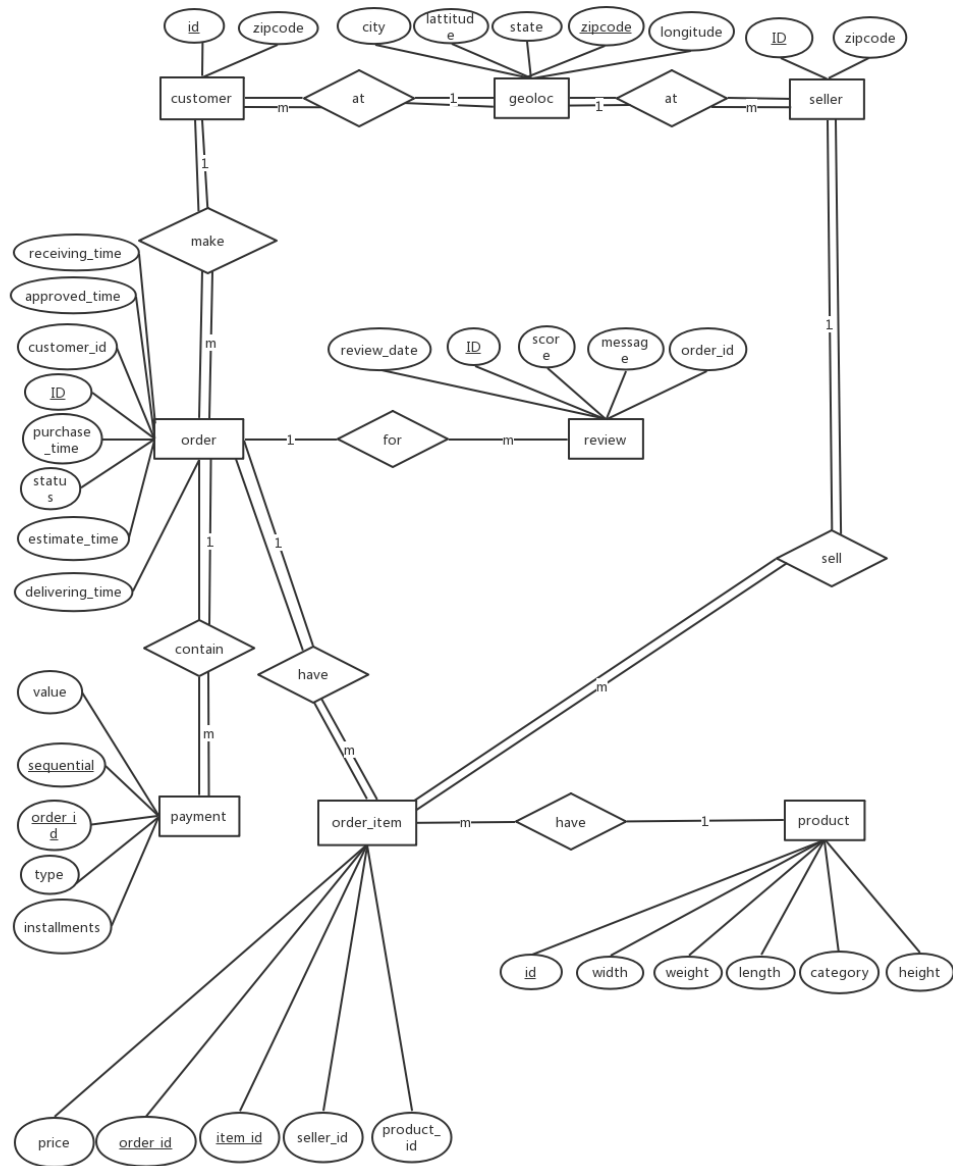 id
zipcode
city
lattitud
e
state
zipcode
longitude
ID
zipcode
customer
at
geoloc
at
seller
m
1
1
m
1
make
1
receiving_time
approved_time
customer_id
ID
purchase
_time
statu
s
estimate_time
delivering_time
m
review_date
ID
scor
e
messag
e
order_id
order
1
for
m
review
1
1
sell
contain
have
m
value
sequential
order_i
d
type
installments
m
m
payment
order_item
m
have
1
product
id
width
weight
length
category
height
price
order_id
item_id
seller_id
product_
id